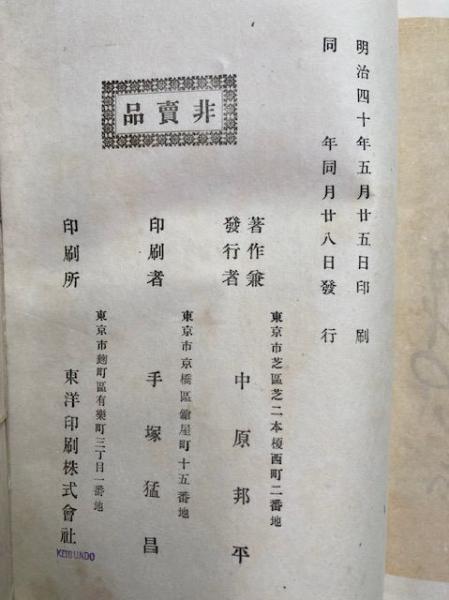 明治四十年五月廿五日印刷
同年同月廿八日發行
非賣品
著作兼
發行者
東京市芝區芝二本榎西町二番地
中原邦平
印刷者
東京市京橋區鎗屋町十五番地
手塚猛昌
印刷所
東京市麹町區有樂町三丁目一番地
東洋印刷株式會社
KEIBUNDO